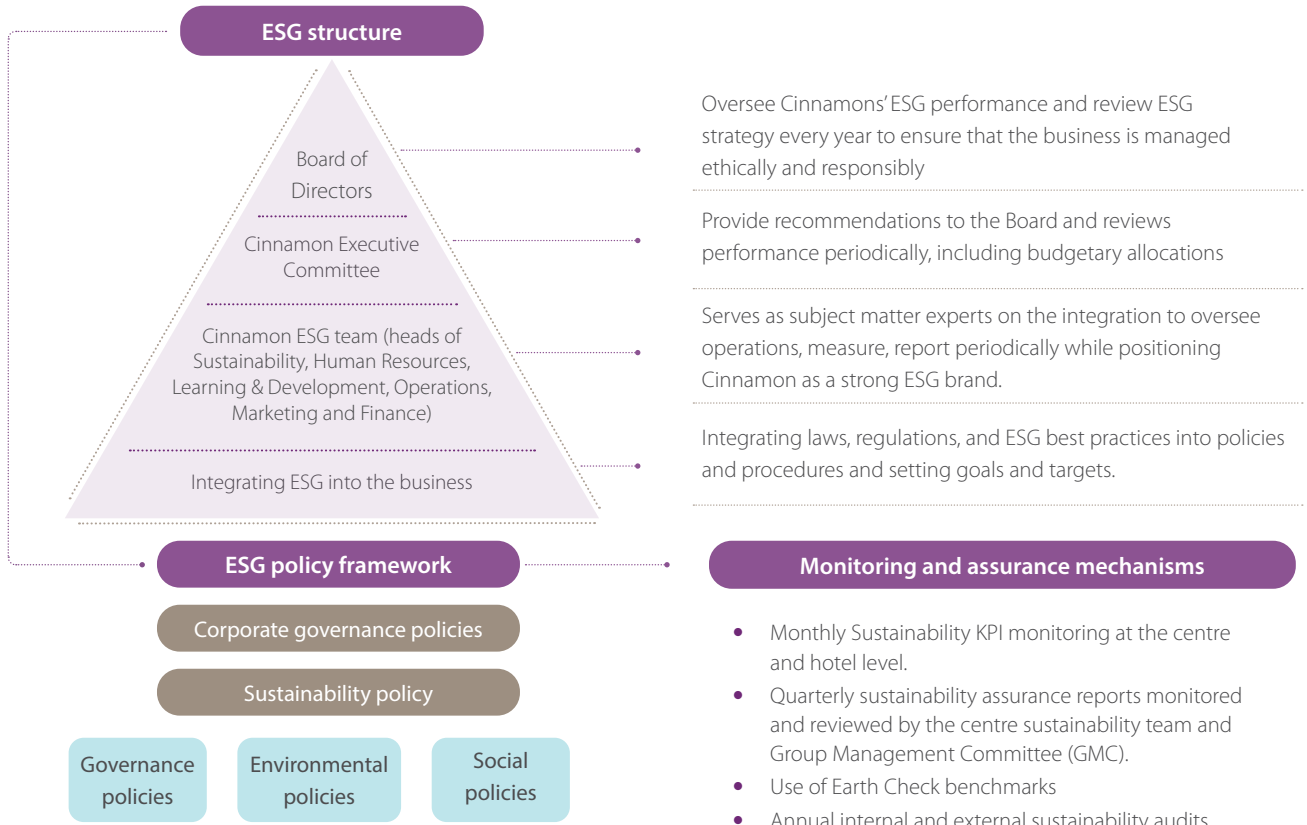 ESG structure
Board of
Directors
Cinnamon Executive
Committee
Cinnamon ESG team (heads of
Sustainability, Human Resources,
Learning & Development, Operations,
Marketing and Finance)
Integrating ESG into the business
Oversee Cinnamons’ ESG performance and review ESG
strategy every year to ensure that the business is managed
ethically and responsibly
Provide recommendations to the Board and reviews
performance periodically, including budgetary allocations
Serves as subject matter experts on the integration to oversee
operations, measure, report periodically while positioning
Cinnamon as a strong ESG brand.
Integrating laws, regulations, and ESG best practices into policies
and procedures and setting goals and targets.
ESG policy framework
Corporate governance policies
Sustainability policy
Governance
policies
Environmental
policies
Social
policies
Monitoring and assurance mechanisms
• Monthly Sustainability KPI monitoring at the centre
and hotel level.
• Quarterly sustainability assurance reports monitored
and reviewed by the centre sustainability team and
Group Management Committee (GMC).
• Use of Earth Check benchmarks
• Annual internal and external sustainability audits